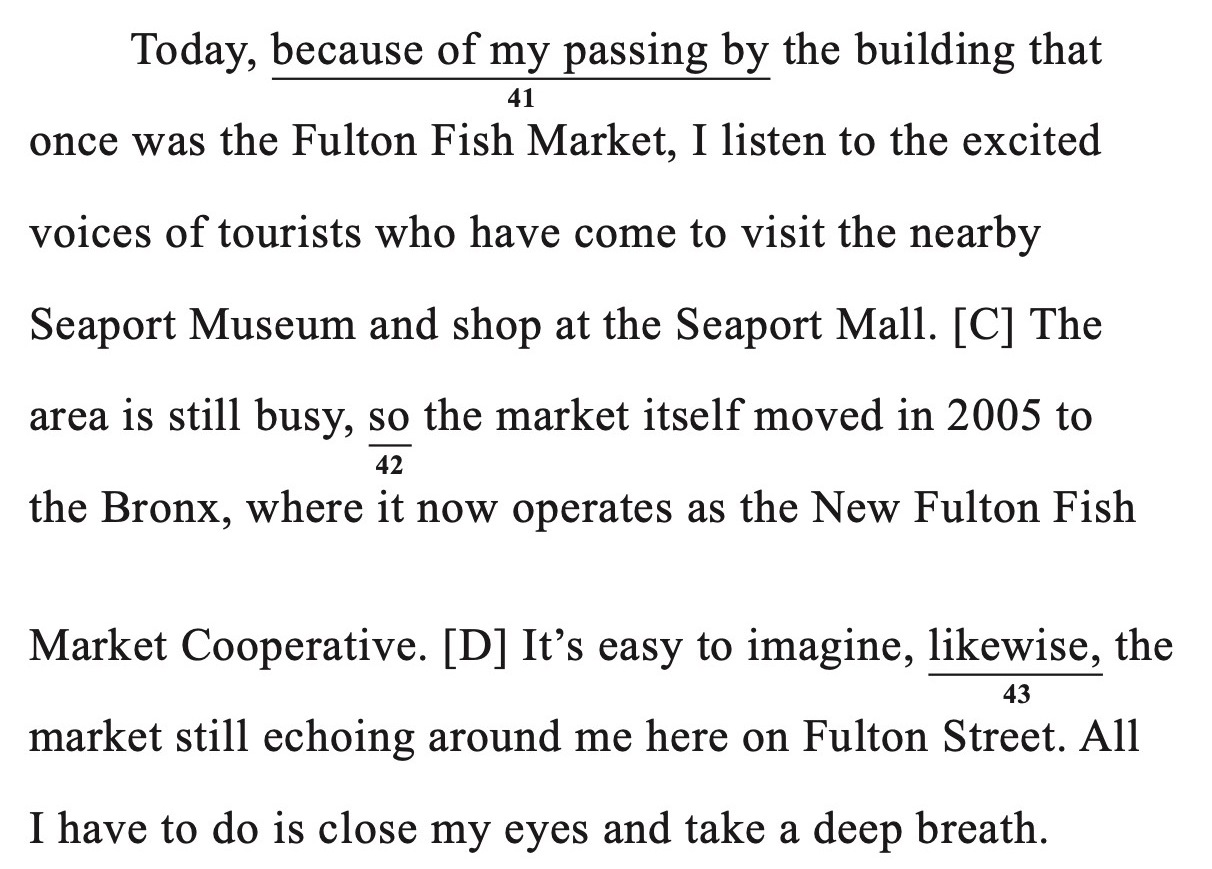 Today, because of my passing by the building that
41
once was the Fulton Fish Market, I listen to the excited
voices of tourists who have come to visit the nearby
Seaport Museum and shop at the Seaport Mall. [C] The
area is still busy, so the market itself moved in 2005 to
42
the Bronx, where it now operates as the New Fulton Fish
Market Cooperative. [D] It’s easy to imagine, likewise, the
43
market still echoing around me here on Fulton Street. All
I have to do is close my eyes and take a deep breath.